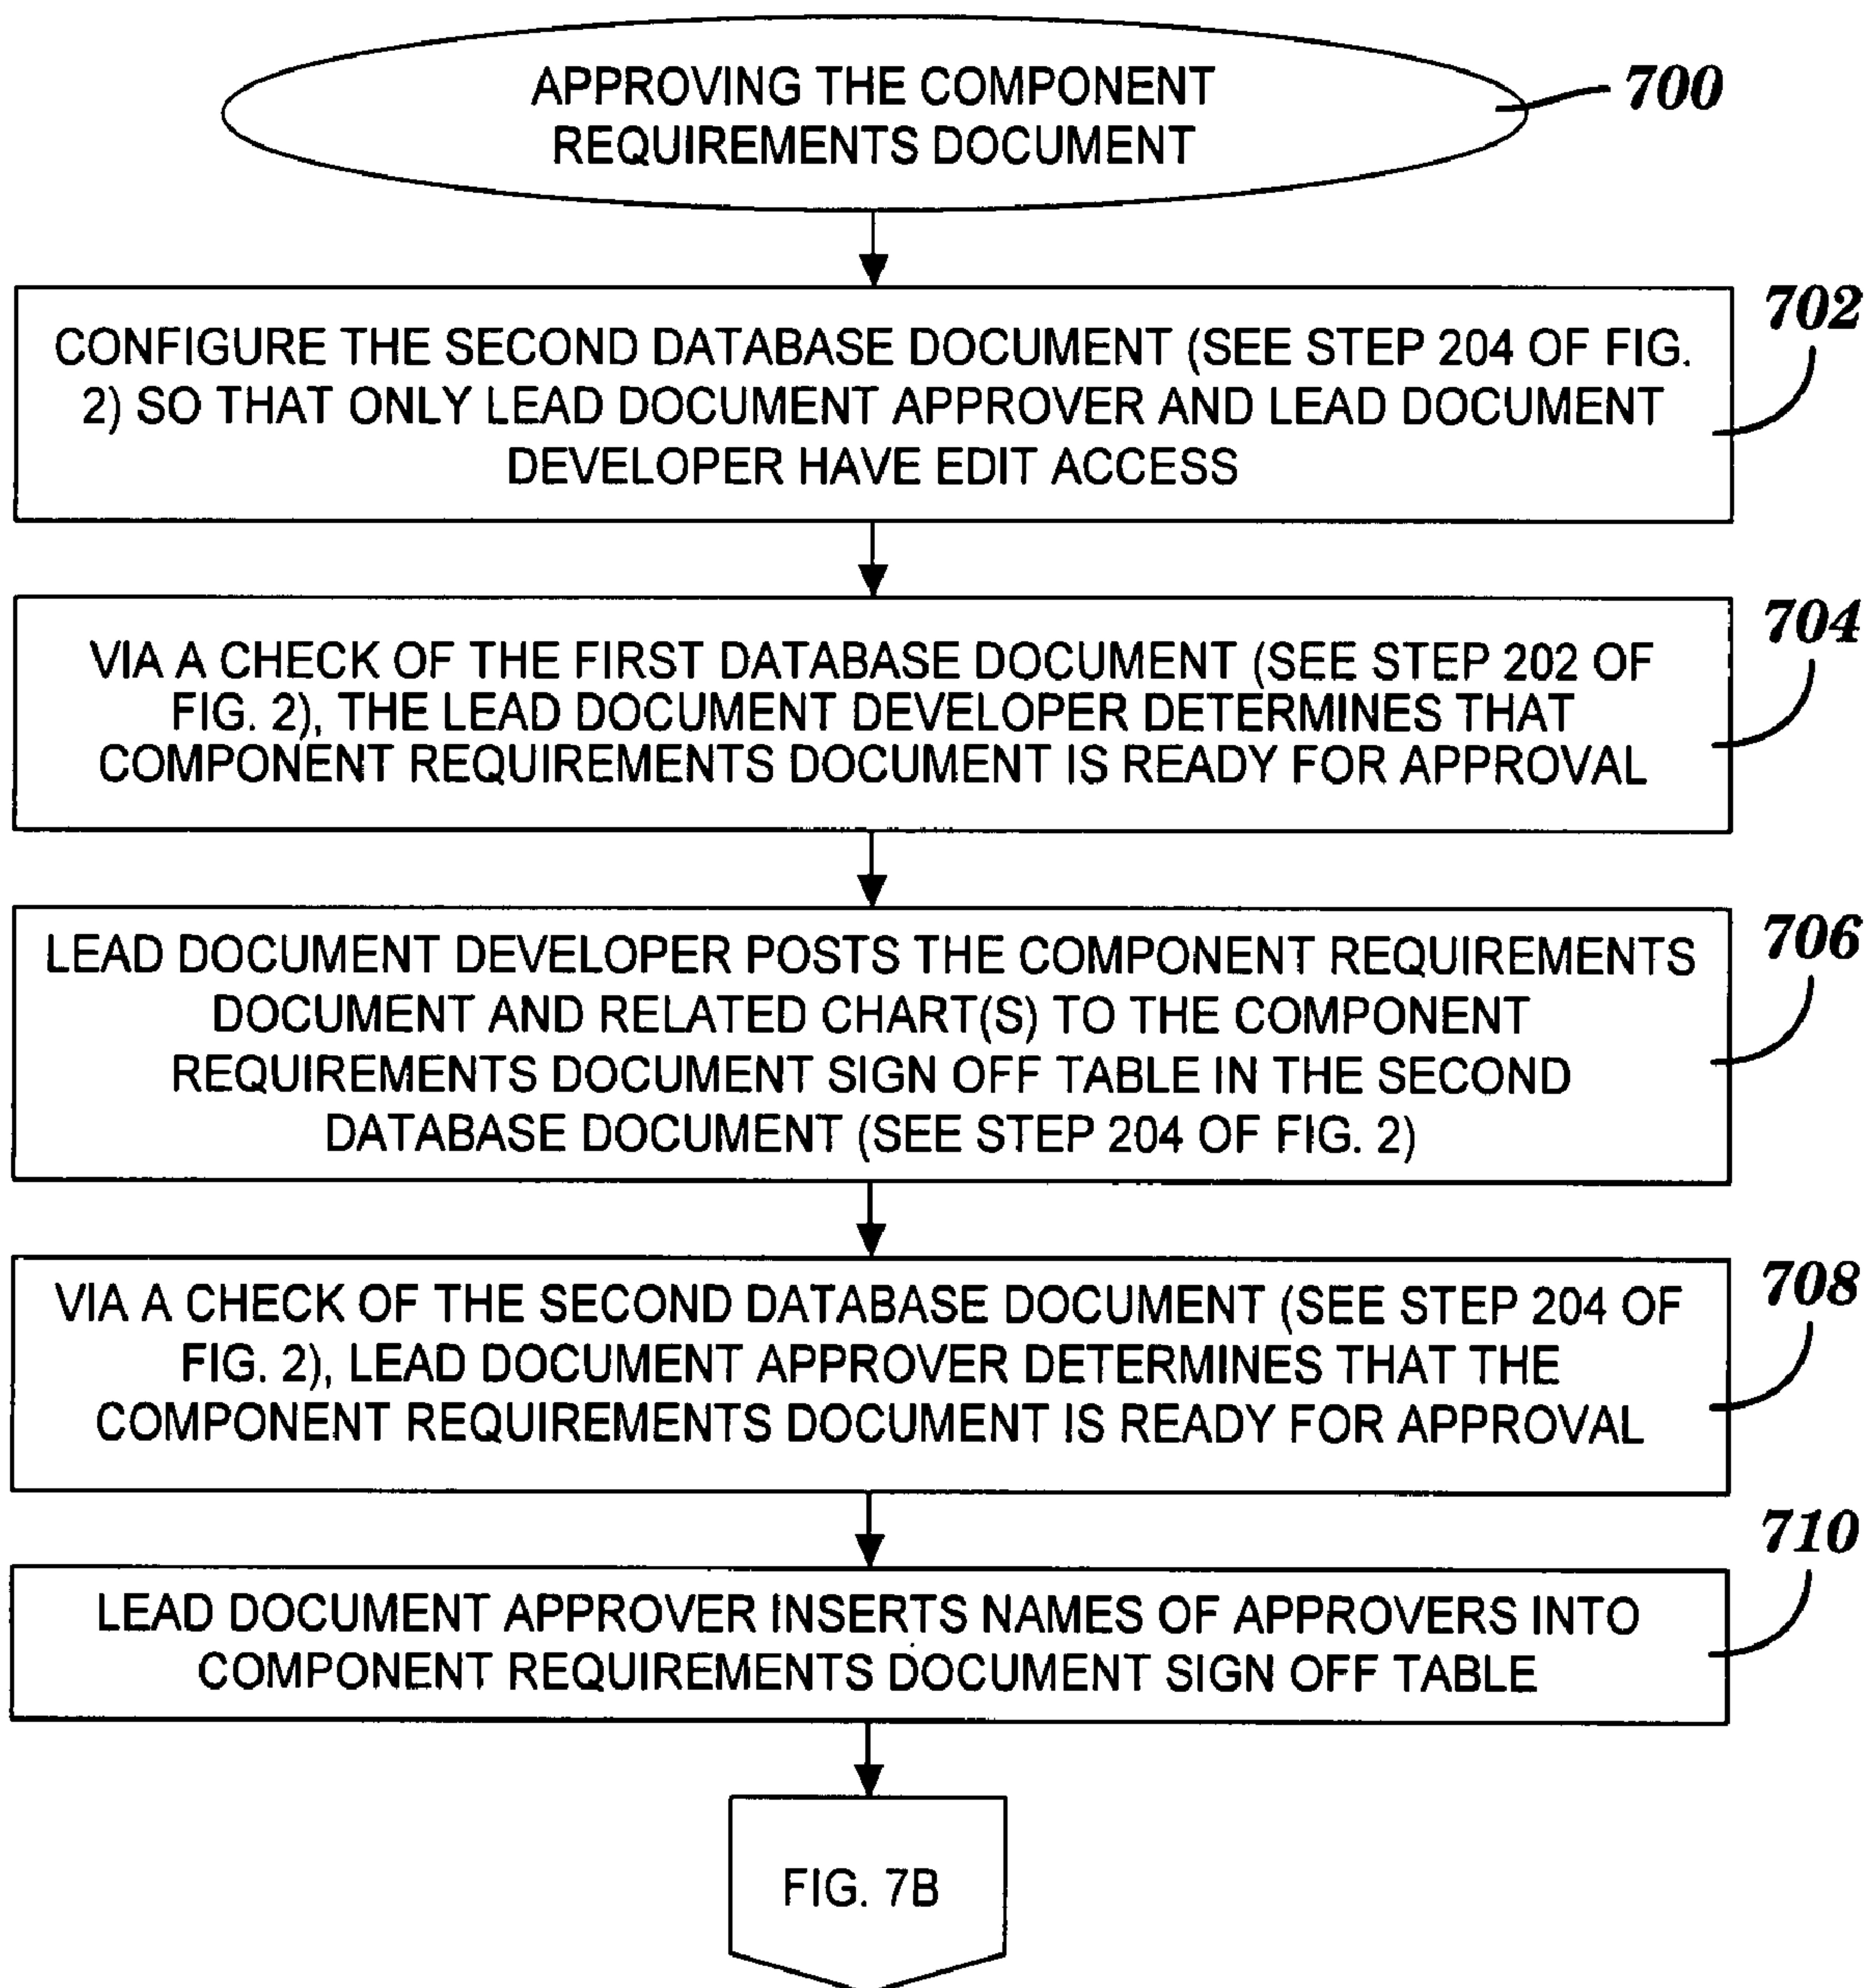 APPROVING THE COMPONENT
REQUIREMENTS DOCUMENT
700
CONFIGURE THE SECOND DATABASE DOCUMENT (SEE STEP 204 OF FIG.
2) SO THAT ONLY LEAD DOCUMENT APPROVER AND LEAD DOCUMENT
DEVELOPER HAVE EDIT ACCESS
702
VIA A CHECK OF THE FIRST DATABASE DOCUMENT (SEE STEP 202 OF
FIG. 2), THE LEAD DOCUMENT DEVELOPER DETERMINES THAT
COMPONENT REQUIREMENTS DOCUMENT IS READY FOR APPROVAL
704
LEAD DOCUMENT DEVELOPER POSTS THE COMPONENT REQUIREMENTS
DOCUMENT AND RELATED CHART(S) TO THE COMPONENT
REQUIREMENTS DOCUMENT SIGN OFF TABLE IN THE SECOND
DATABASE DOCUMENT (SEE STEP 204 OF FIG. 2)
706
VIA A CHECK OF THE SECOND DATABASE DOCUMENT (SEE STEP 204 OF
FIG. 2), LEAD DOCUMENT APPROVER DETERMINES THAT THE
COMPONENT REQUIREMENTS DOCUMENT IS READY FOR APPROVAL
708
LEAD DOCUMENT APPROVER INSERTS NAMES OF APPROVERS INTO
COMPONENT REQUIREMENTS DOCUMENT SIGN OFF TABLE
710
FIG. 7B